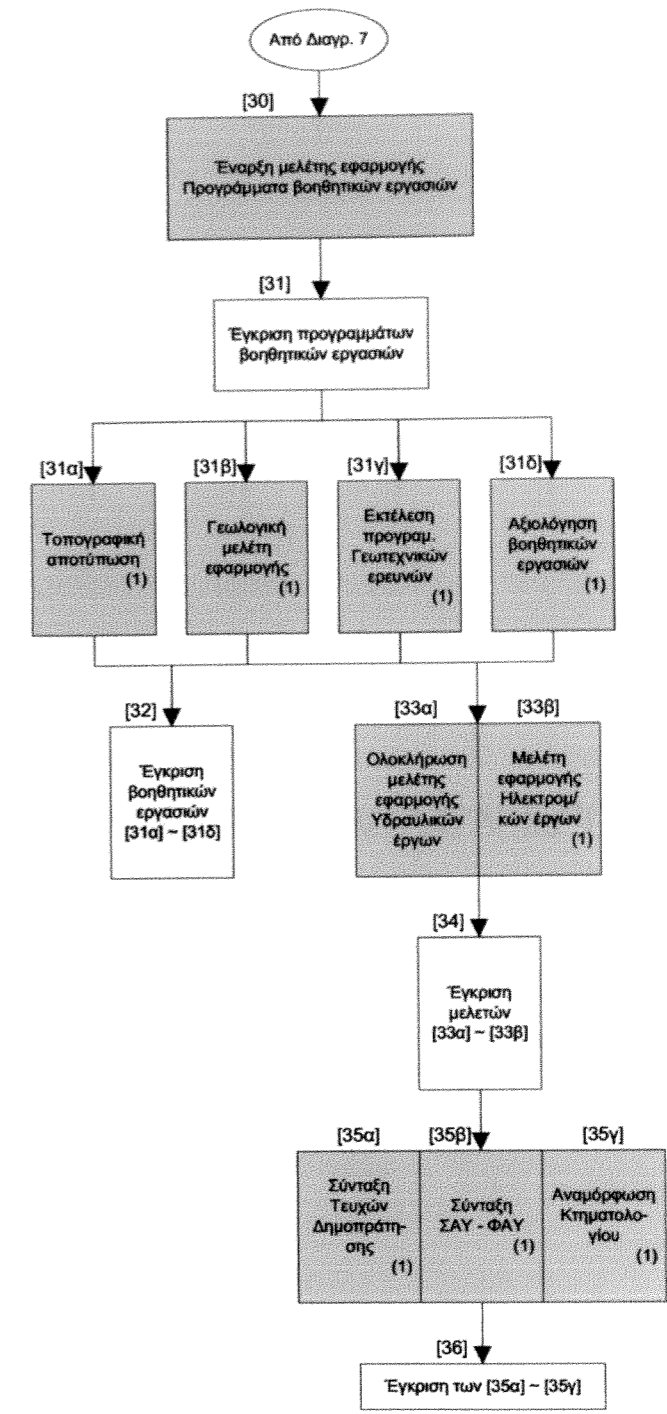 Από Διαγρ. 7
[30]
Έναρξη μελέτης εφαρμογής
Προγράμματα βοηθητικών εργασιών
[31]
Έγκριση προγραμμάτων
βοηθητικών εργασιών
[31α]
Τοπογραφική
αποτύπωση
(1)
[31β]
Γεωλογική
μελέτη
εφαρμογής
(1)
[31γ]
Εκτέλεση
προγραμ.
Γεωτεχνικών
ερευνών
(1)
[31δ]
Αξιολόγηση
βοηθητικών
εργασιών
(1)
[32]
Έγκριση
βοηθητικών
εργασιών
[31α] ~ [31δ]
[33α]
Ολοκλήρωση
μελέτης
εφαρμογής
Υδραυλικών
έργων
[33β]
Μελέτη
εφαρμογής
Ηλεκτρομ/
κών έργων
(1)
[34]
Έγκριση
μελετών
[33α] ~ [33β]
[35α]
Σύνταξη
Τευχών
Δημοπράτη-
σης
(1)
[35β]
Σύνταξη
ΣΑΥ - ΦΑΥ
(1)
[35γ]
Αναμόρφωση
Κτηματολο-
γίου
(1)
[36]
Έγκριση των [35α] ~ [35γ]